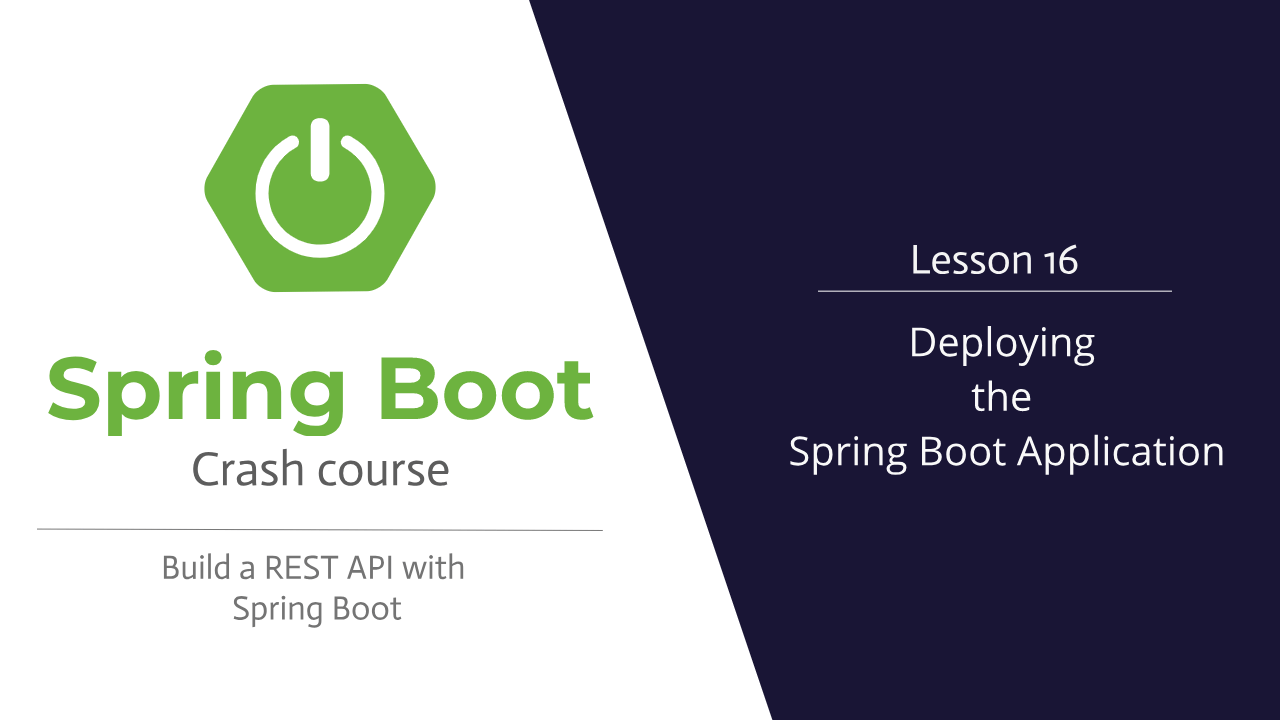 Spring Boot
Crash course
Build a REST API with
Spring Boot
Lesson 16
Deploying
the
Spring Boot Application